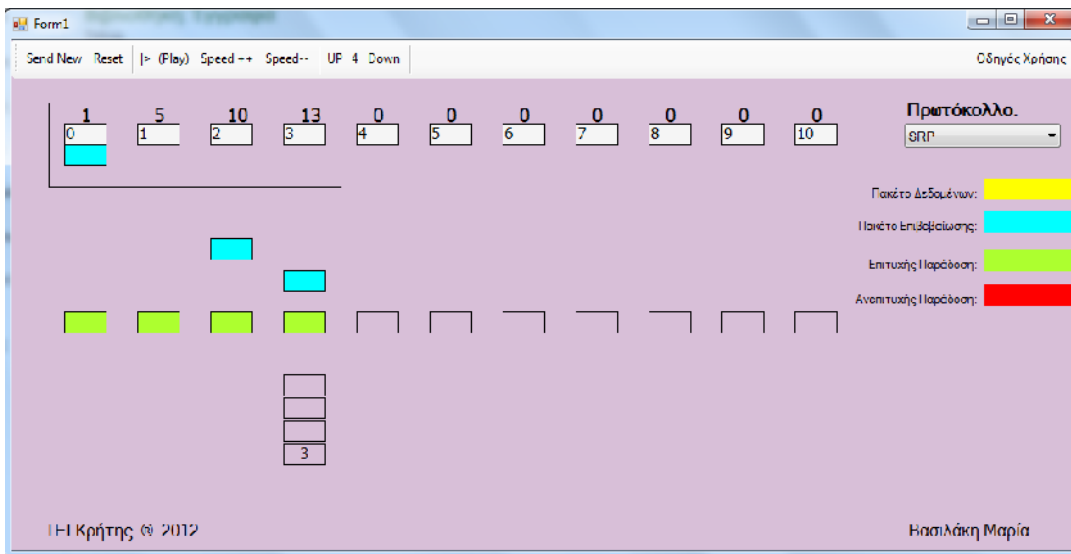 Form1
Send New Reset |> (Play) Speed ++ Speed-- UP 4 Down Οδηγός Χρήσης
1 5 10 13 0 0 0 0 0 0 0
0 1 2 3 4 5 6 7 8 9 10
Πρωτόκολλο.
SRP
Πακέτο Δεδομένων:
Πακέτο Επιβεβαίωσης:
Επιτυχής Παράδοση:
Ανεπιτυχής Παράδοση:
3
ΤΕΙ Κρήτης @ 2012 Βασιλάκη Μαρία